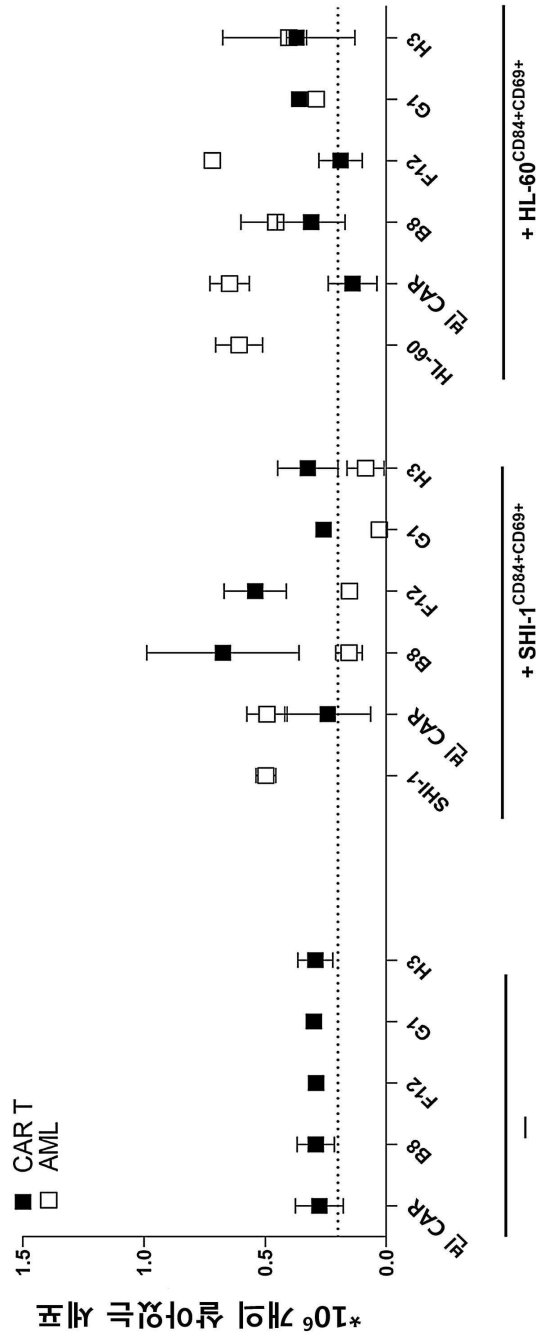 CAR T
AML
*10⁶ 개의 살아있는 세포
1.5
1.0
0.5
0.0
빈 CAR
B8
F12
G1
H3
SHI-1
빈 CAR
B8
F12
G1
H3
HL-60
빈 CAR
B8
F12
G1
H3
—
+ SHI-1CD84+CD69+
+ HL-60CD84+CD69+